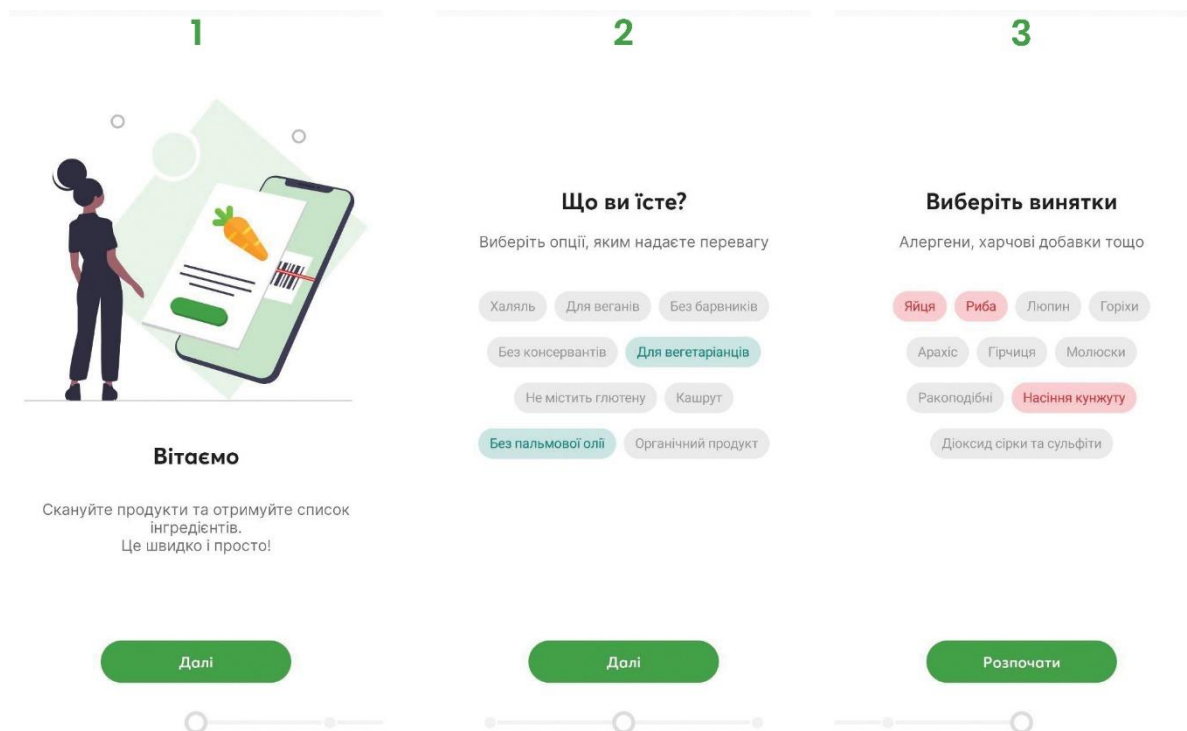 1
Вітаємо
Скануйте продукти та отримуйте список
інгредієнтів.
Це швидко і просто!
Далі
2
Що ви їсте?
Виберіть опції, яким надаєте перевагу
Халяль Для веганів Без барвників
Без консервантів Для вегетаріанців
Не містить глютену Кашрут
Без пальмової олії Органічний продукт
Далі
3
Виберіть винятки
Алергени, харчові добавки тощо
Яйця Риба Люпин Горіхи
Арахіс Гірчиця Молюски
Ракоподібні Насіння кунжуту
Діоксид сірки та сульфіти
Розпочати